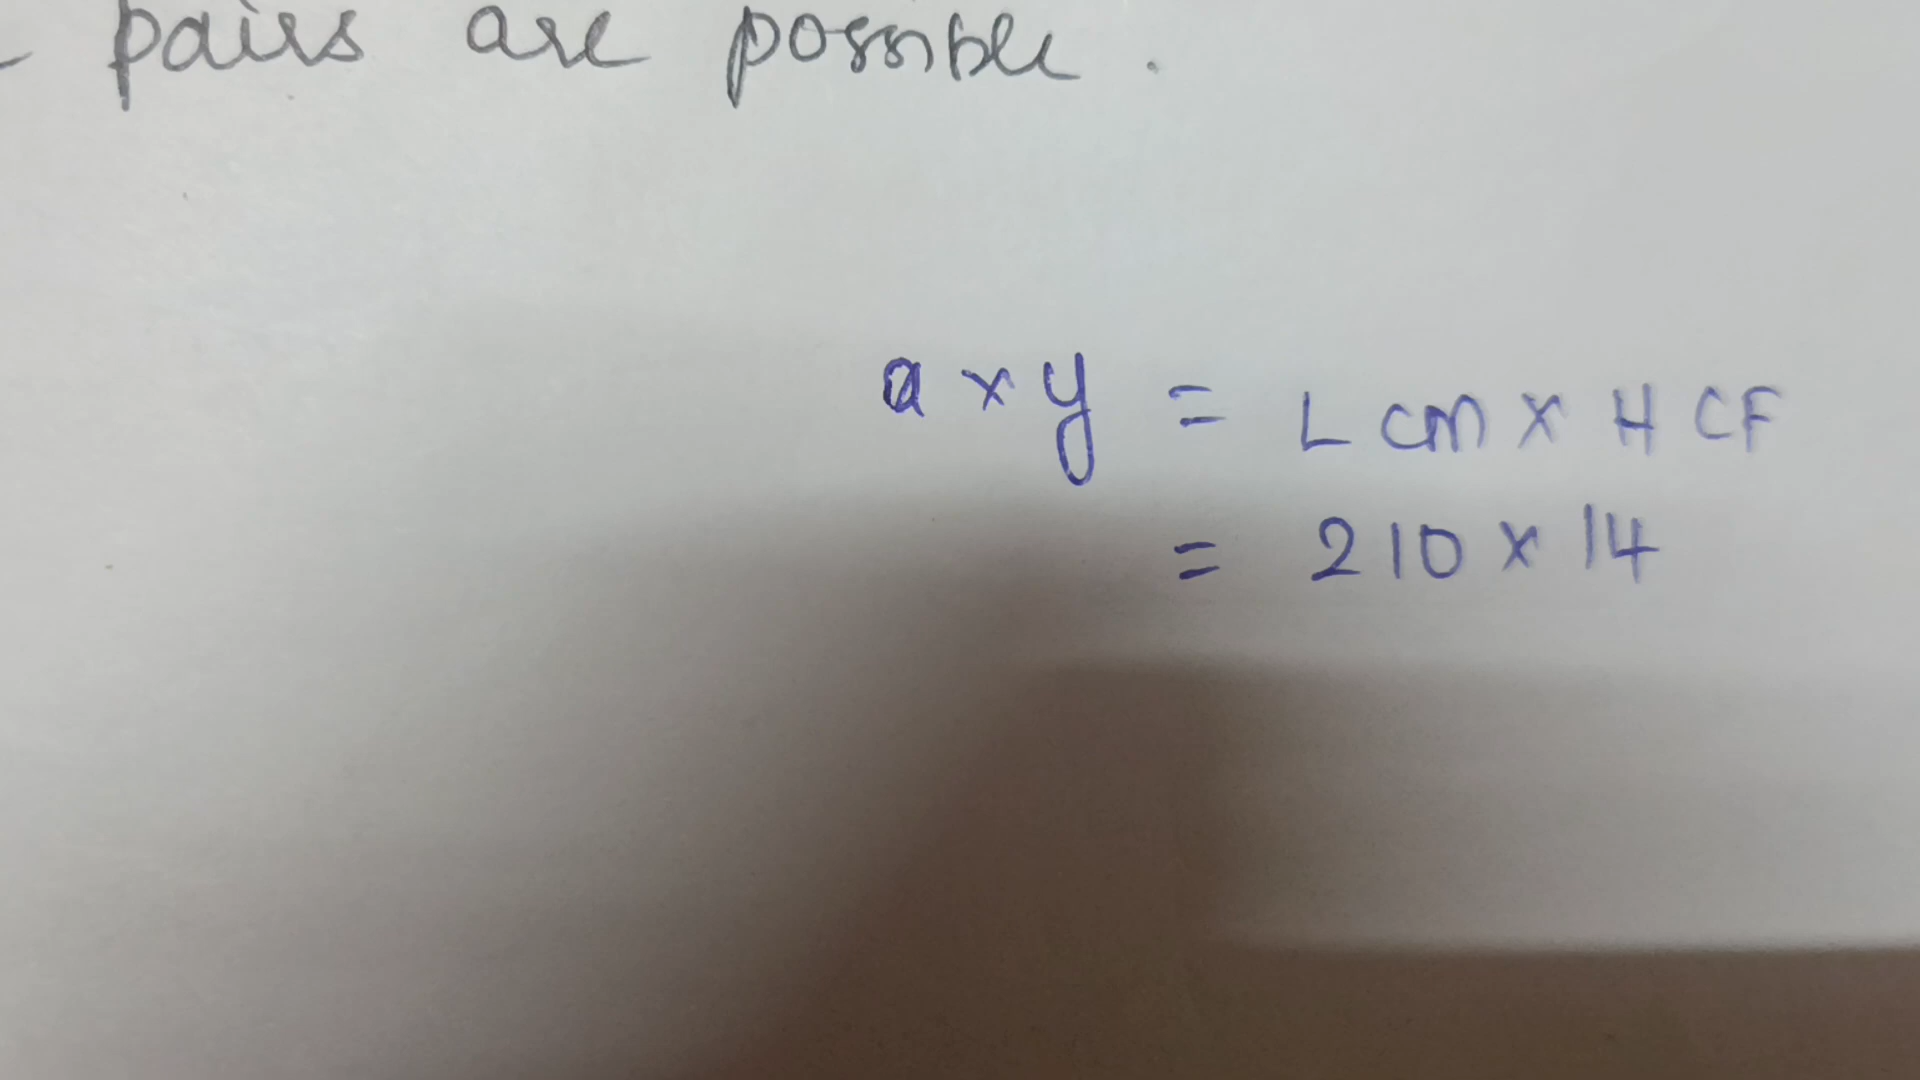 pairs are possible.
a × y = LCM × HCF
= 210 × 14